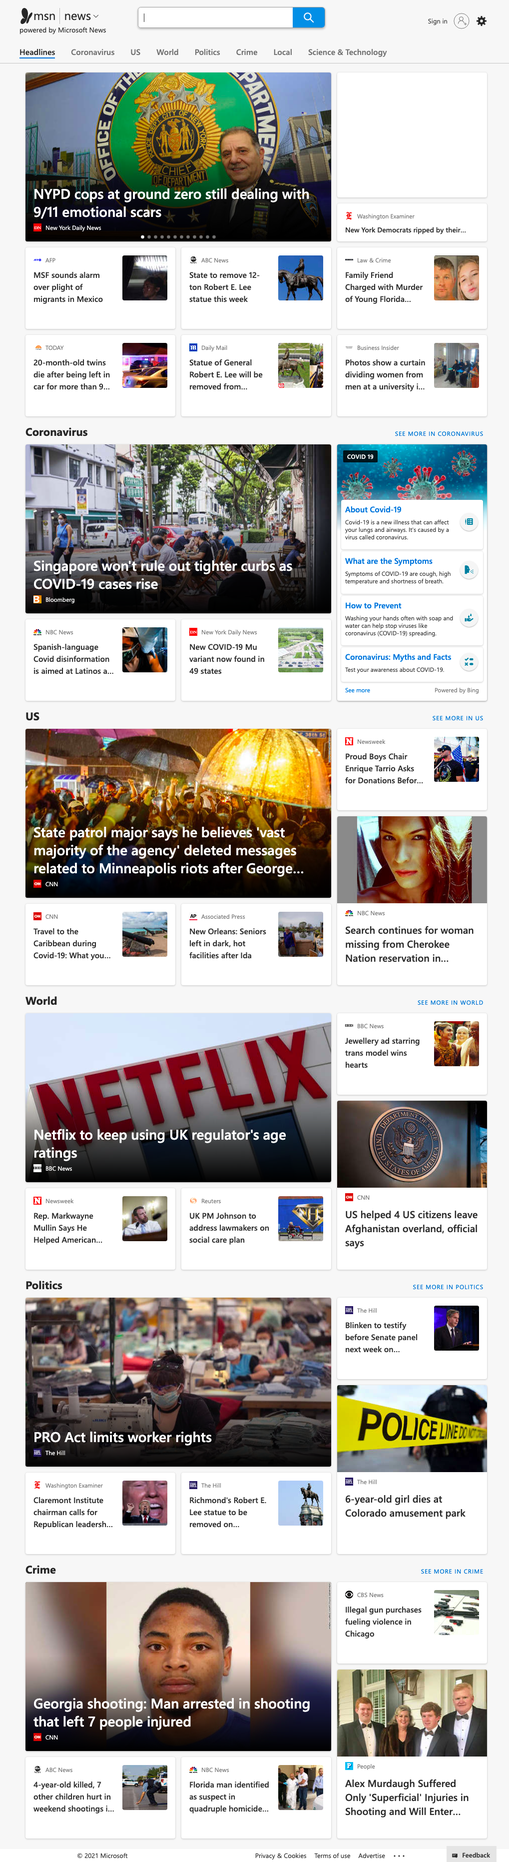 msn news
powered by Microsoft News
Sign in
Headlines Coronavirus US World Politics Crime Local Science & Technology
OFFICE OF THE
DEPARTMENT
CHIEF
OF DEPARTMENT
NYPD cops at ground zero still dealing with
9/11 emotional scars
New York Daily News
Washington Examiner
New York Democrats ripped by their...
AFP
MSF sounds alarm
over plight of
migrants in Mexico
ABC News
State to remove 12-
ton Robert E. Lee
statue this week
Law & Crime
Family Friend
Charged with Murder
of Young Florida...
TODAY
20-month-old twins
die after being left in
car for more than 9...
Daily Mail
Statue of General
Robert E. Lee will be
removed from...
Business Insider
Photos show a curtain
dividing women from
men at a university i...
Coronavirus
SEE MORE IN CORONAVIRUS
Singapore won't rule out tighter curbs as
COVID-19 cases rise
Bloomberg
COVID 19
About Covid-19
Covid-19 is a new illness that can affect
your lungs and airways. It's caused by a
virus called coronavirus.
What are the Symptoms
Symptoms of COVID-19 are cough, high
temperature and shortness of breath.
How to Prevent
Washing your hands often with soap and
water can help stop viruses like
coronavirus (COVID-19) spreading.
Coronavirus: Myths and Facts
Test your awareness about COVID-19.
See more
Powered by Bing
NBC News
Spanish-language
Covid disinformation
is aimed at Latinos a...
New York Daily News
New COVID-19 Mu
variant now found in
49 states
US
SEE MORE IN US
State patrol major says he believes 'vast
majority of the agency' deleted messages
related to Minneapolis riots after George...
CNN
Newsweek
Proud Boys Chair
Enrique Tarrio Asks
for Donations Befor...
NBC News
Search continues for woman
missing from Cherokee
Nation reservation in...
CNN
Travel to the
Caribbean during
Covid-19: What you...
AP Associated Press
New Orleans: Seniors
left in dark, hot
facilities after Ida
World
SEE MORE IN WORLD
NETFLIX
Netflix to keep using UK regulator's age
ratings
BBC News
BBC News
Jewellery ad starring
trans model wins
hearts
CNN
US helped 4 US citizens leave
Afghanistan overland, official
says
Newsweek
Rep. Markwayne
Mullin Says He
Helped American...
Reuters
UK PM Johnson to
address lawmakers on
social care plan
Politics
SEE MORE IN POLITICS
PRO Act limits worker rights
The Hill
The Hill
Blinken to testify
before Senate panel
next week on...
POLICE LINE DO NOT
The Hill
6-year-old girl dies at
Colorado amusement park
Washington Examiner
Claremont Institute
chairman calls for
Republican leadersh...
The Hill
Richmond's Robert E.
Lee statue to be
removed on...
Crime
SEE MORE IN CRIME
Georgia shooting: Man arrested in shooting
that left 7 people injured
CNN
CBS News
Illegal gun purchases
fueling violence in
Chicago
People
Alex Murdaugh Suffered
Only 'Superficial' Injuries in
Shooting and Will Enter...
ABC News
4-year-old killed, 7
other children hurt in
weekend shootings i...
NBC News
Florida man identified
as suspect in
quadruple homicide...
© 2021 Microsoft
Privacy & Cookies Terms of use Advertise
Feedback